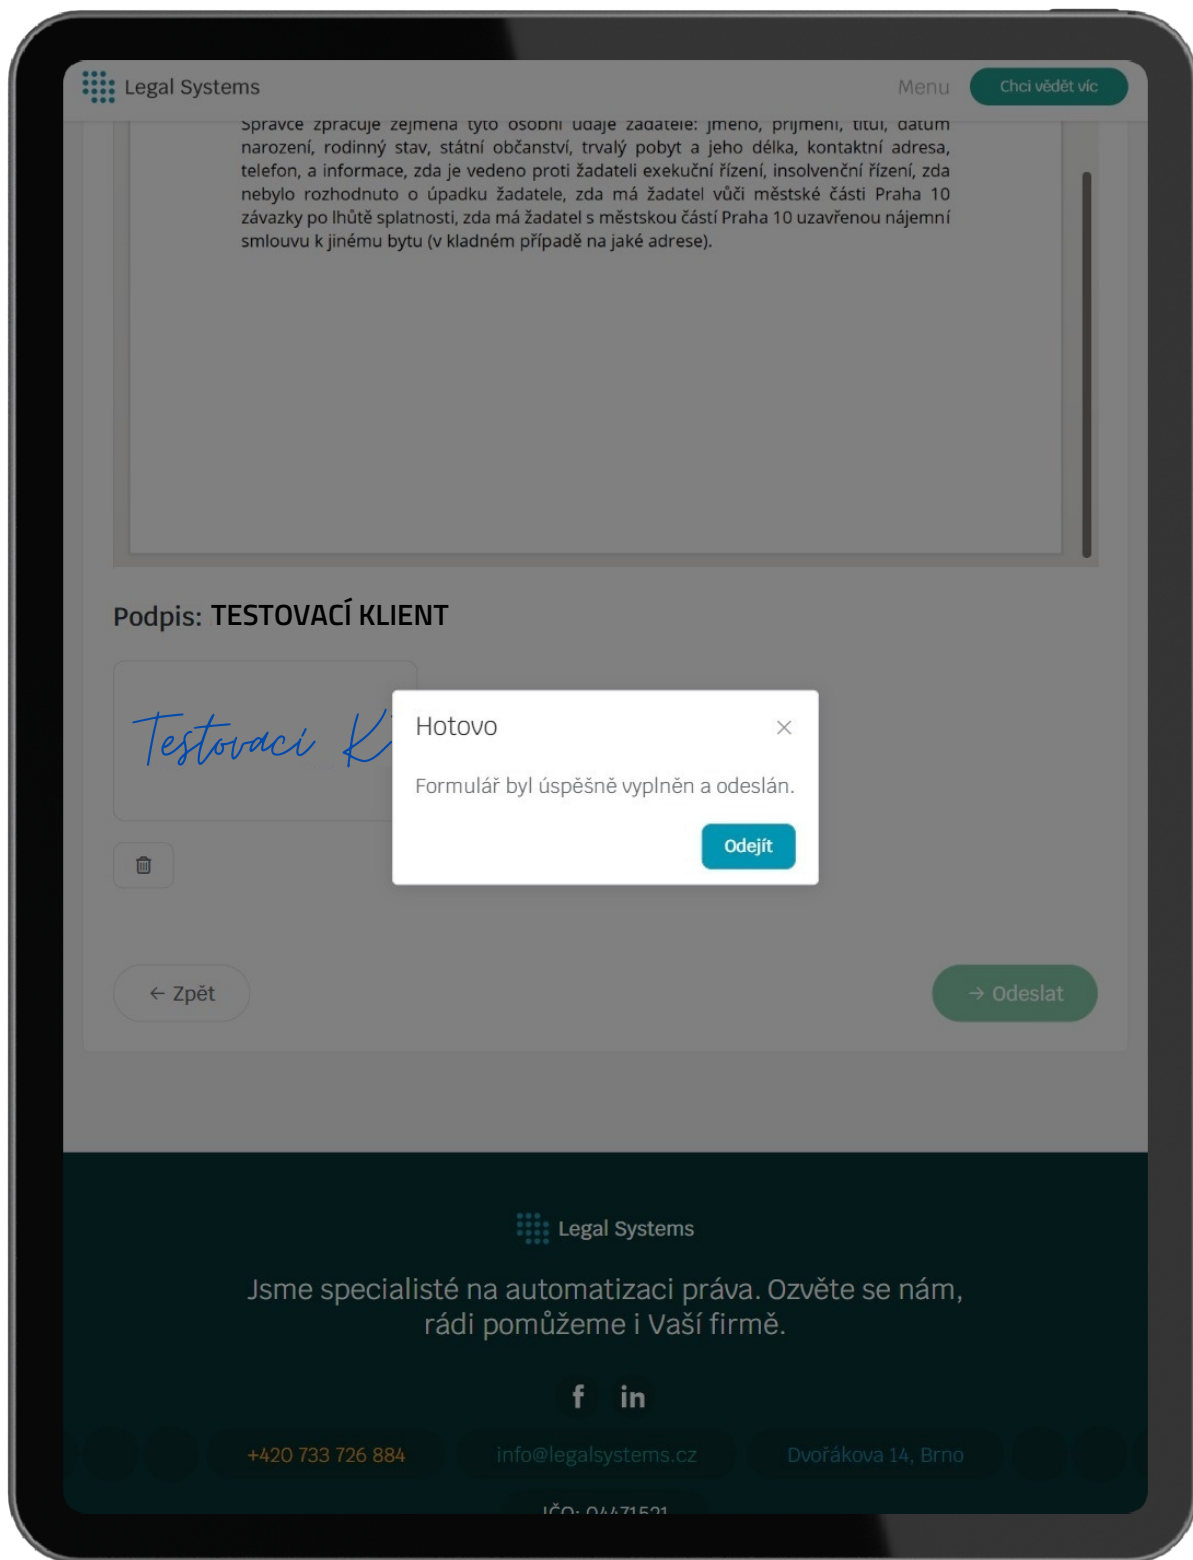 Legal Systems
Menu
Chci vědět víc
Správce zpracuje zejména tyto osobní údaje žadatele: jméno, příjmení, titul, datum
narození, rodinný stav, státní občanství, trvalý pobyt a jeho délka, kontaktní adresa,
telefon, a informace, zda je vedeno proti žadateli exekuční řízení, insolvenční řízení, zda
nebylo rozhodnuto o úpadku žadatele, zda má žadatel vůči městské části Praha 10
závazky po lhůtě splatnosti, zda má žadatel s městskou částí Praha 10 uzavřenou nájemní
smlouvu k jinému bytu (v kladném případě na jaké adrese).
Podpis: TESTOVACÍ KLIENT
Testovací K
Hotovo
Formulář byl úspěšně vyplněn a odeslán.
Odejít
← Zpět
→ Odeslat
Legal Systems
Jsme specialisté na automatizaci práva. Ozvěte se nám,
rádi pomůžeme i Vaší firmě.
f in
+420 733 726 884
info@legalsystems.cz
Dvořákova 14, Brno
IČO: 04471521